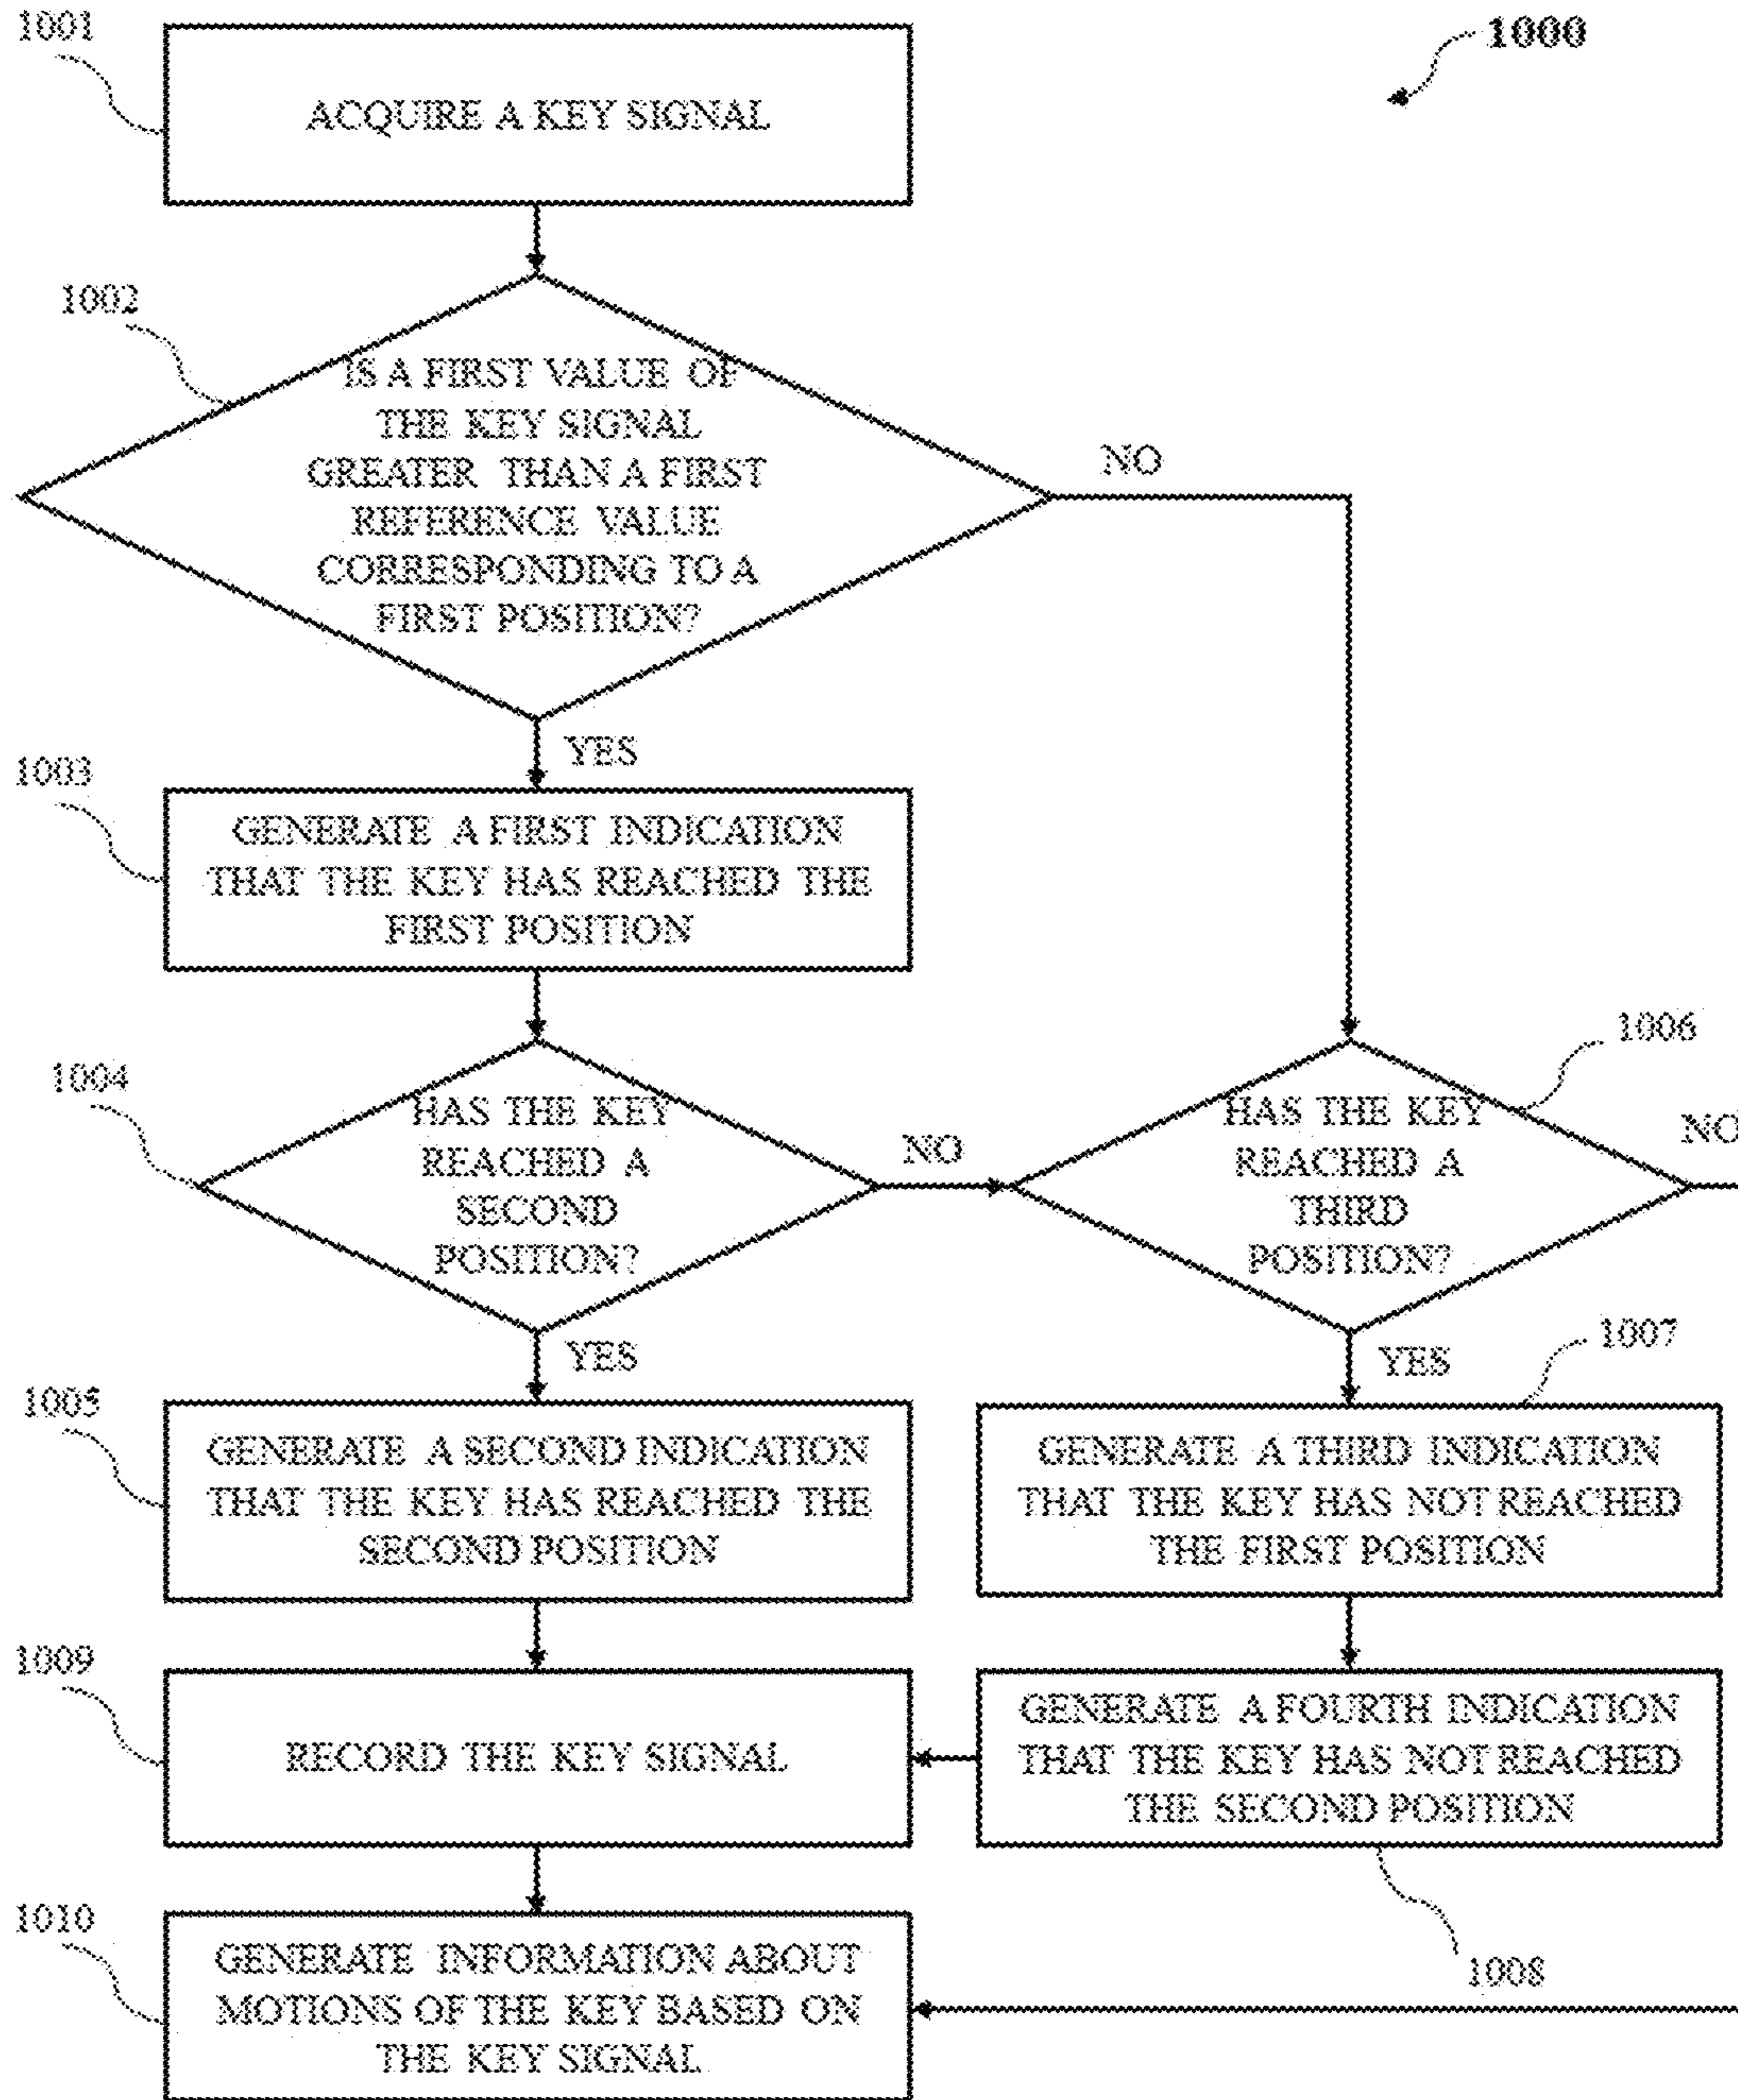 1001
1000
ACQUIRE A KEY SIGNAL
1002
IS A FIRST VALUE OF
THE KEY SIGNAL
GREATER THAN A FIRST
REFERENCE VALUE
CORRESPONDING TO A
FIRST POSITION?
NO
YES
1003
GENERATE A FIRST INDICATION
THAT THE KEY HAS REACHED THE
FIRST POSITION
1004
HAS THE KEY
REACHED A
SECOND
POSITION?
NO
1006
HAS THE KEY
REACHED A
THIRD
POSITION?
NO
YES
YES
1005
GENERATE A SECOND INDICATION
THAT THE KEY HAS REACHED THE
SECOND POSITION
1007
GENERATE A THIRD INDICATION
THAT THE KEY HAS NOT REACHED
THE FIRST POSITION
1009
RECORD THE KEY SIGNAL
GENERATE A FOURTH INDICATION
THAT THE KEY HAS NOT REACHED
THE SECOND POSITION
1008
1010
GENERATE INFORMATION ABOUT
MOTIONS OF THE KEY BASED ON
THE KEY SIGNAL